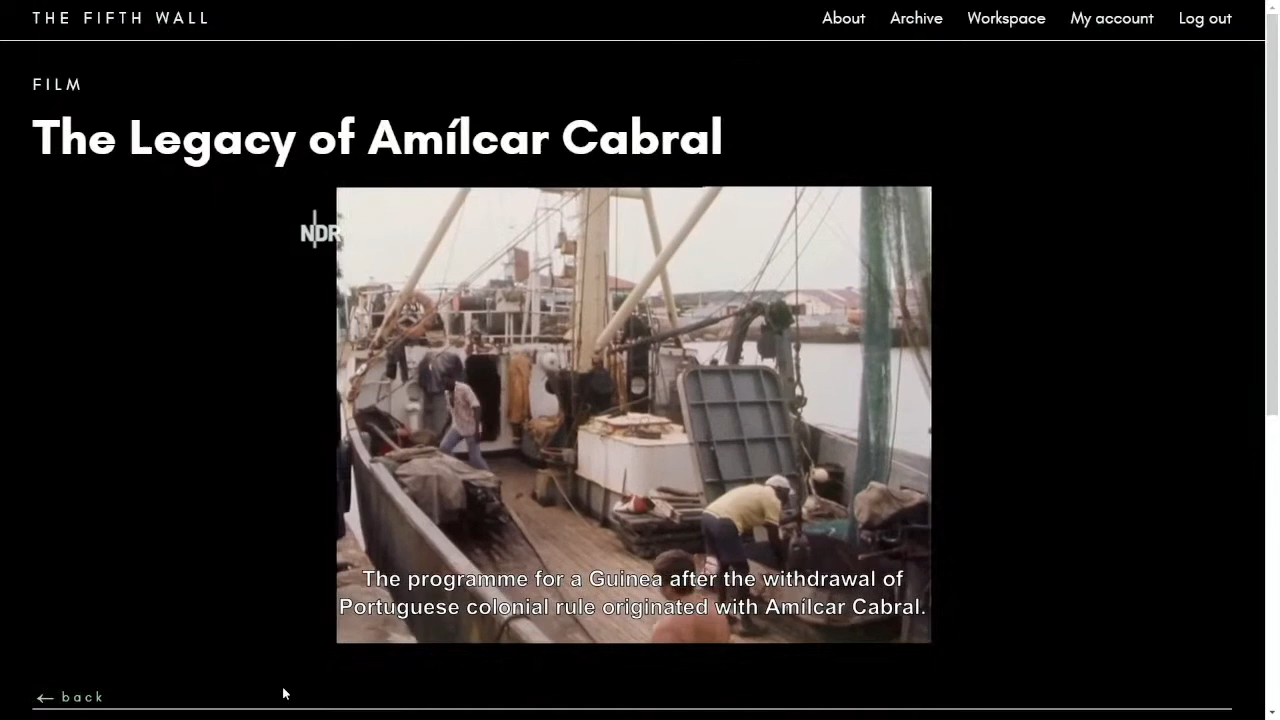 THE FIFTH WALL
About Archive Workspace My account Log out
FILM
The Legacy of Amílcar Cabral
NDR
The programme for a Guinea after the withdrawal of
Portuguese colonial rule originated with Amílcar Cabral.
← back